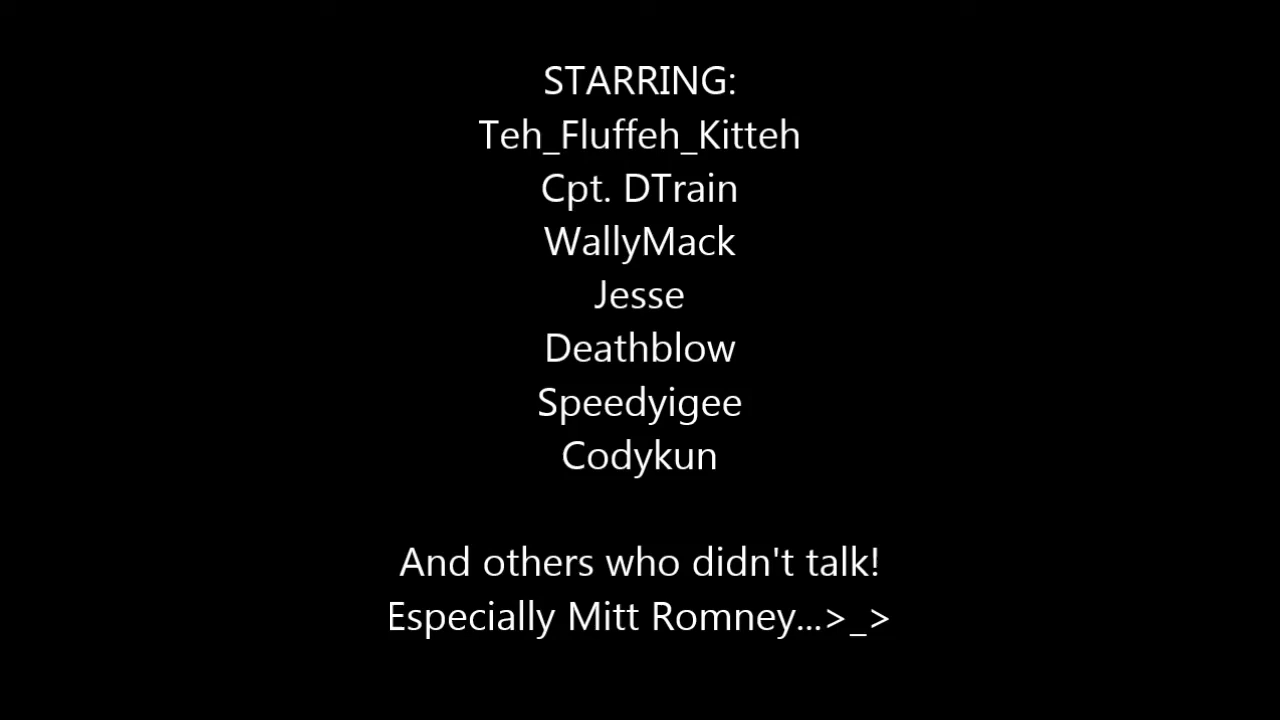 STARRING:
Teh_Fluffeh_Kitteh
Cpt. DTrain
WallyMack
Jesse
Deathblow
Speedyigee
Codykun
And others who didn't talk!
Especially Mitt Romney...>_>